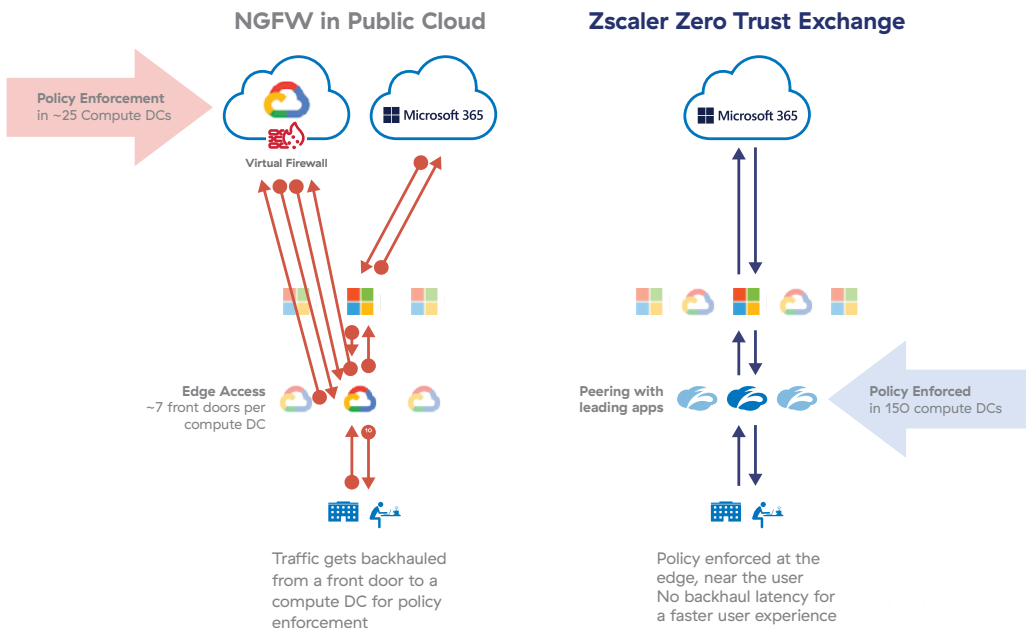 NGFW in Public Cloud
Zscaler Zero Trust Exchange
Policy Enforcement
in ~25 Compute DCs
Microsoft 365
Virtual Firewall
Microsoft 365
Edge Access
~7 front doors per
compute DC
10
Peering with
leading apps
Policy Enforced
in 150 compute DCs
Traffic gets backhauled
from a front door to a
compute DC for policy
enforcement
Policy enforced at the
edge, near the user
No backhaul latency for
a faster user experience